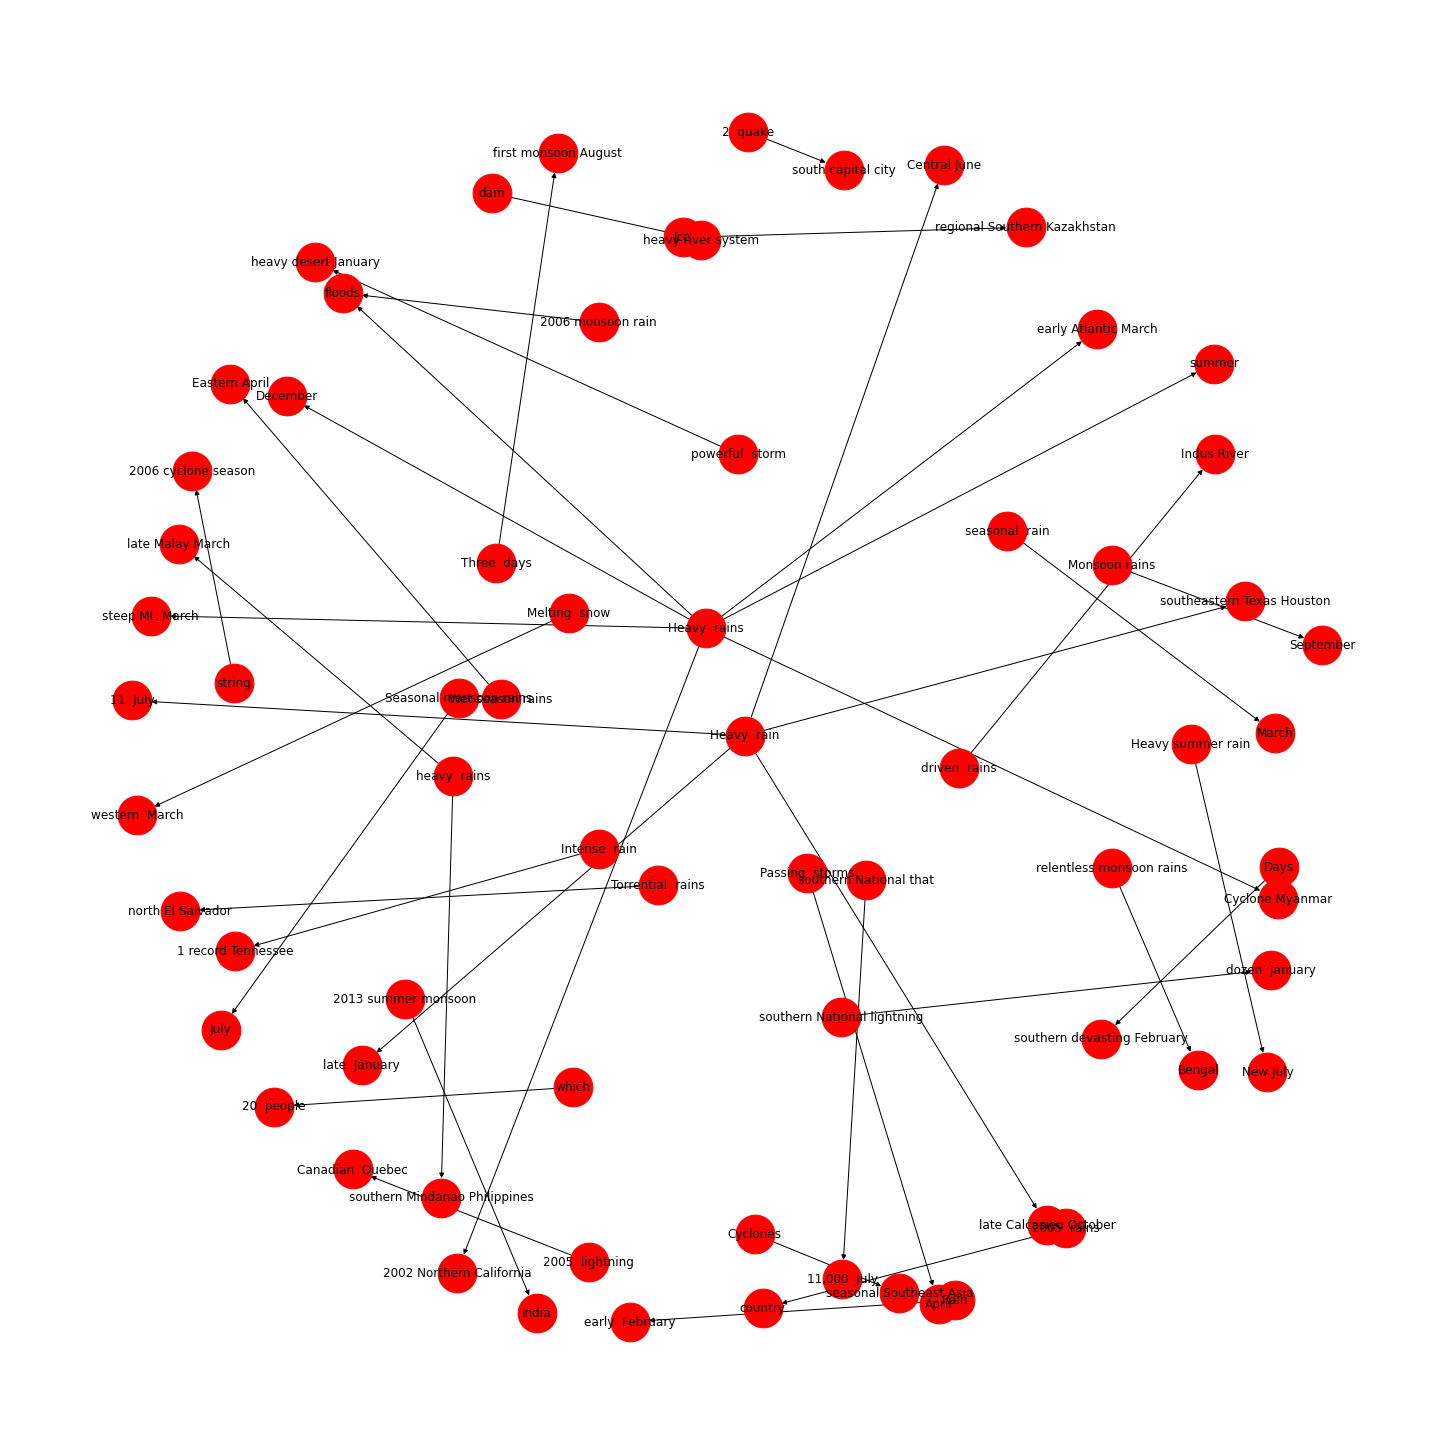 2  quake
first monsoon August
Central June
south capital city
dam
regional Southern Kazakhstan
Ice
heavy river system
heavy desert January
floods
2006 monsoon rain
early Atlantic March
summer
Eastern April
December
powerful  storm
Indus River
2006 cyclone season
seasonal  rain
late Malay March
Three  days
Monsoon rains
southeastern Texas Houston
Melting  snow
steep Mt. March
Heavy  rains
September
string
Seasonal monsoon rains
Wet season rains
11  July
Heavy  rain
March
Heavy summer rain
driven  rains
heavy  rains
western  March
Intense  rain
Passing  storms
southern National that
relentless monsoon rains
Days
Torrential  rains
Cyclone Myanmar
north El Salvador
1 record Tennessee
dozen  January
2013 summer monsoon
southern National lightning
July
southern devasting February
late  January
Bengal
New July
which
20  people
Canadian  Quebec
southern Mindanao Philippines
late Calcasieu October
rains
Cyclones
2005  lightning
2002 Northern California
11,000  July
seasonal Southeast Asia
country
April
India
early  February